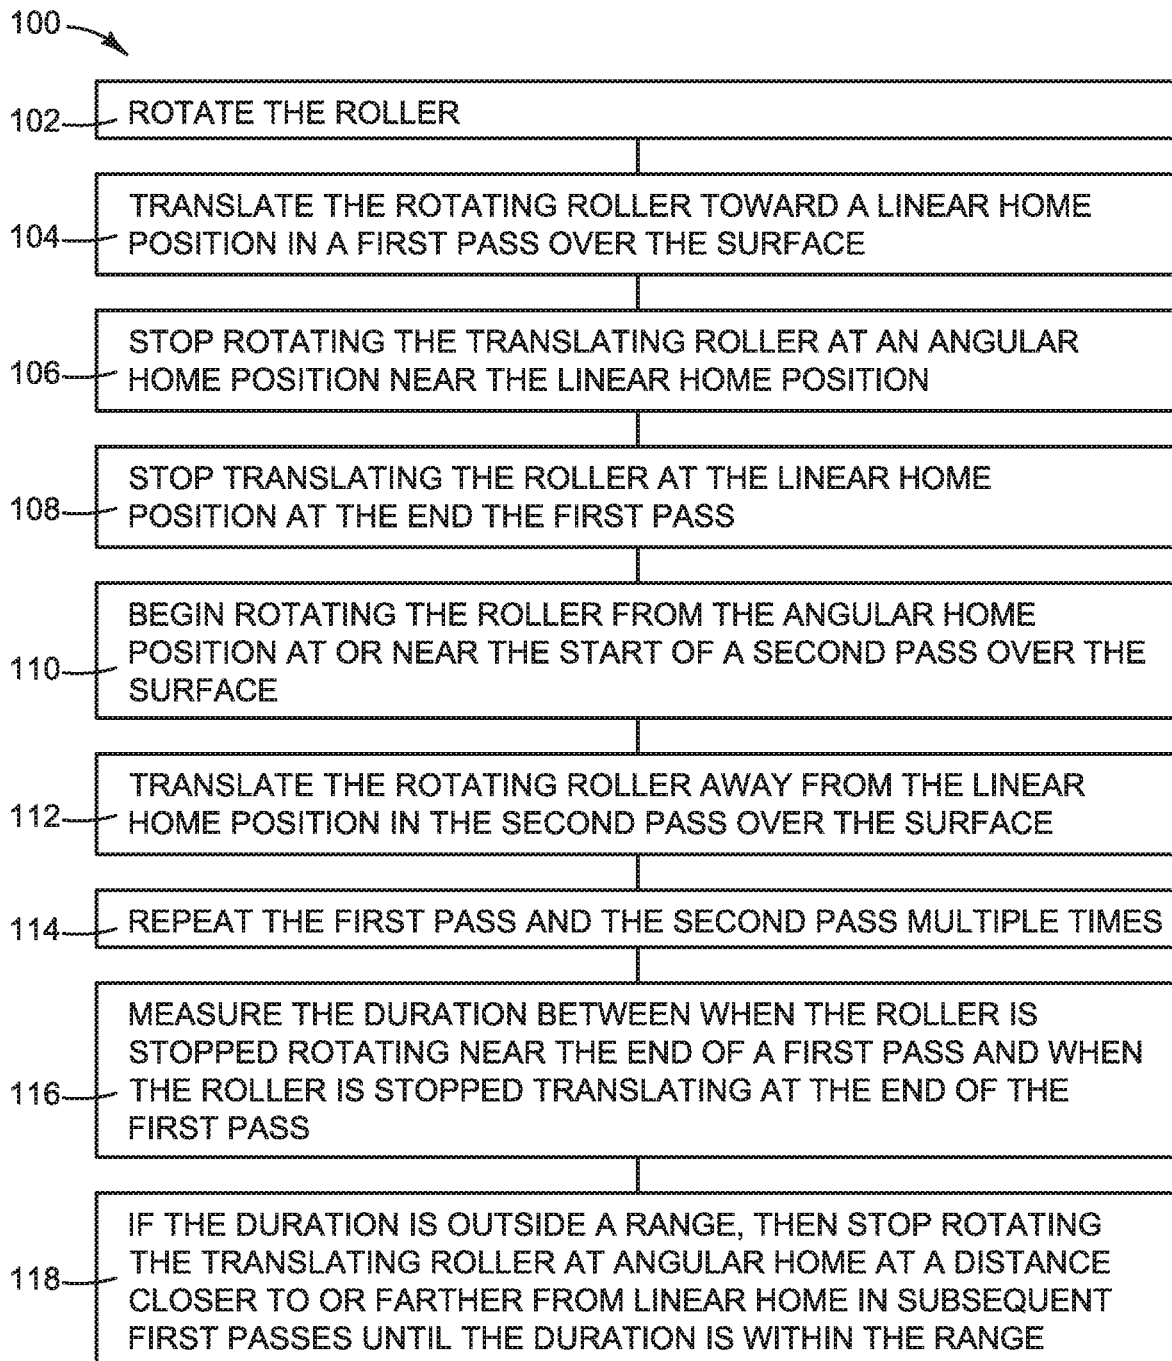 100
102 ROTATE THE ROLLER
TRANSLATE THE ROTATING ROLLER TOWARD A LINEAR HOME
104 POSITION IN A FIRST PASS OVER THE SURFACE
STOP ROTATING THE TRANSLATING ROLLER AT AN ANGULAR
106 HOME POSITION NEAR THE LINEAR HOME POSITION
STOP TRANSLATING THE ROLLER AT THE LINEAR HOME
108 POSITION AT THE END THE FIRST PASS
BEGIN ROTATING THE ROLLER FROM THE ANGULAR HOME
110 POSITION AT OR NEAR THE START OF A SECOND PASS OVER THE
SURFACE
TRANSLATE THE ROTATING ROLLER AWAY FROM THE LINEAR
112 HOME POSITION IN THE SECOND PASS OVER THE SURFACE
114 REPEAT THE FIRST PASS AND THE SECOND PASS MULTIPLE TIMES
MEASURE THE DURATION BETWEEN WHEN THE ROLLER IS
STOPPED ROTATING NEAR THE END OF A FIRST PASS AND WHEN
116 THE ROLLER IS STOPPED TRANSLATING AT THE END OF THE
FIRST PASS
IF THE DURATION IS OUTSIDE A RANGE, THEN STOP ROTATING
118 THE TRANSLATING ROLLER AT ANGULAR HOME AT A DISTANCE
CLOSER TO OR FARTHER FROM LINEAR HOME IN SUBSEQUENT
FIRST PASSES UNTIL THE DURATION IS WITHIN THE RANGE